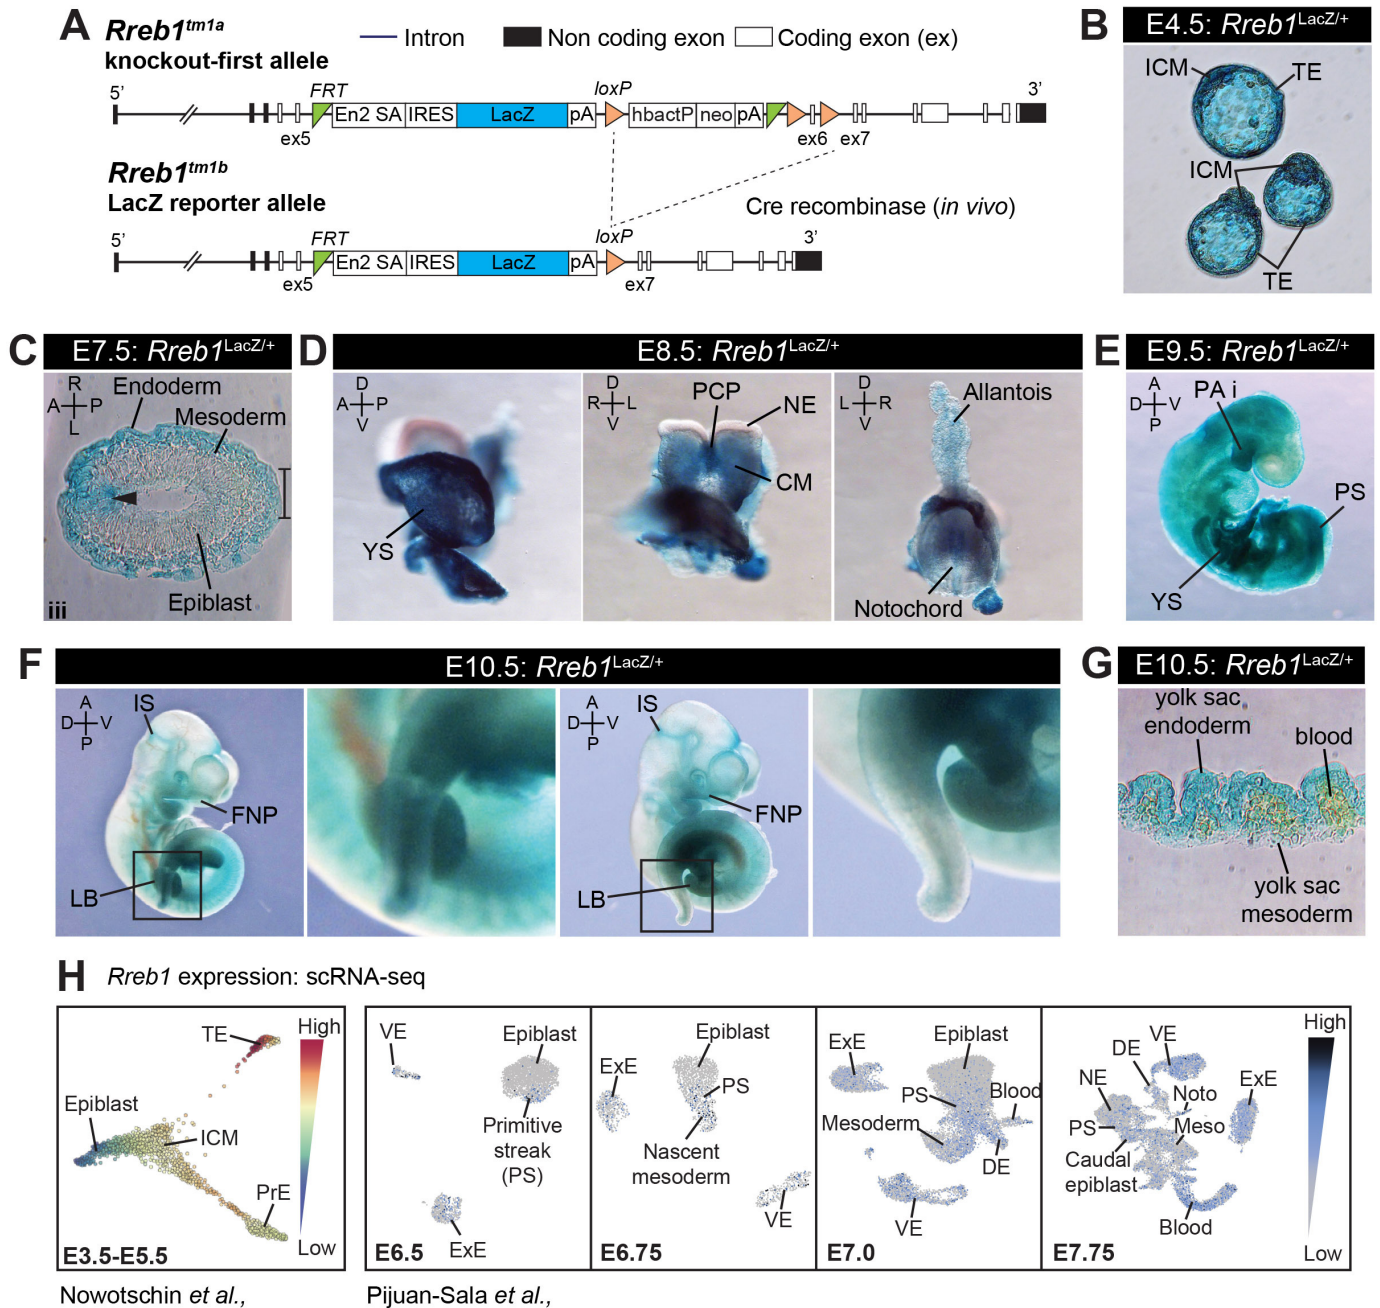 A
Rreb1tm1a
knockout-first allele
Intron
Non coding exon
Coding exon (ex)
5’
FRT
loxP
3’
En2 SA IRES LacZ pA hbactP neo pA
ex5
ex6 ex7
Rreb1tm1b
LacZ reporter allele
Cre recombinase (in vivo)
5’
FRT
loxP
3’
En2 SA IRES LacZ pA
ex5
ex7
B
E4.5: Rreb1LacZ/+
ICM
TE
ICM
TE
C
E7.5: Rreb1LacZ/+
R
A P
L
Endoderm
Mesoderm
Epiblast
iii
D
E8.5: Rreb1LacZ/+
D
A P
V
YS
D
R L
V
PCP
NE
CM
D
L R
V
Allantois
Notochord
E
E9.5: Rreb1LacZ/+
A
D V
P
PA i
PS
YS
F
E10.5: Rreb1LacZ/+
A
D V
P
IS
FNP
LB
A
D V
P
IS
FNP
LB
G
E10.5: Rreb1LacZ/+
yolk sac
endoderm
blood
yolk sac
mesoderm
H
Rreb1 expression: scRNA-seq
TE
High
Epiblast
ICM
PrE
Low
E3.5-E5.5
VE
Epiblast
Primitive
streak
(PS)
ExE
E6.5
Epiblast
ExE
PS
Nascent
mesoderm
VE
E6.75
ExE
Epiblast
PS
Blood
Mesoderm
DE
VE
E7.0
VE
DE
NE
ExE
Noto
PS
Meso
Caudal
epiblast
Blood
E7.75
High
Low
Nowotschin et al.,
Pijuan-Sala et al.,